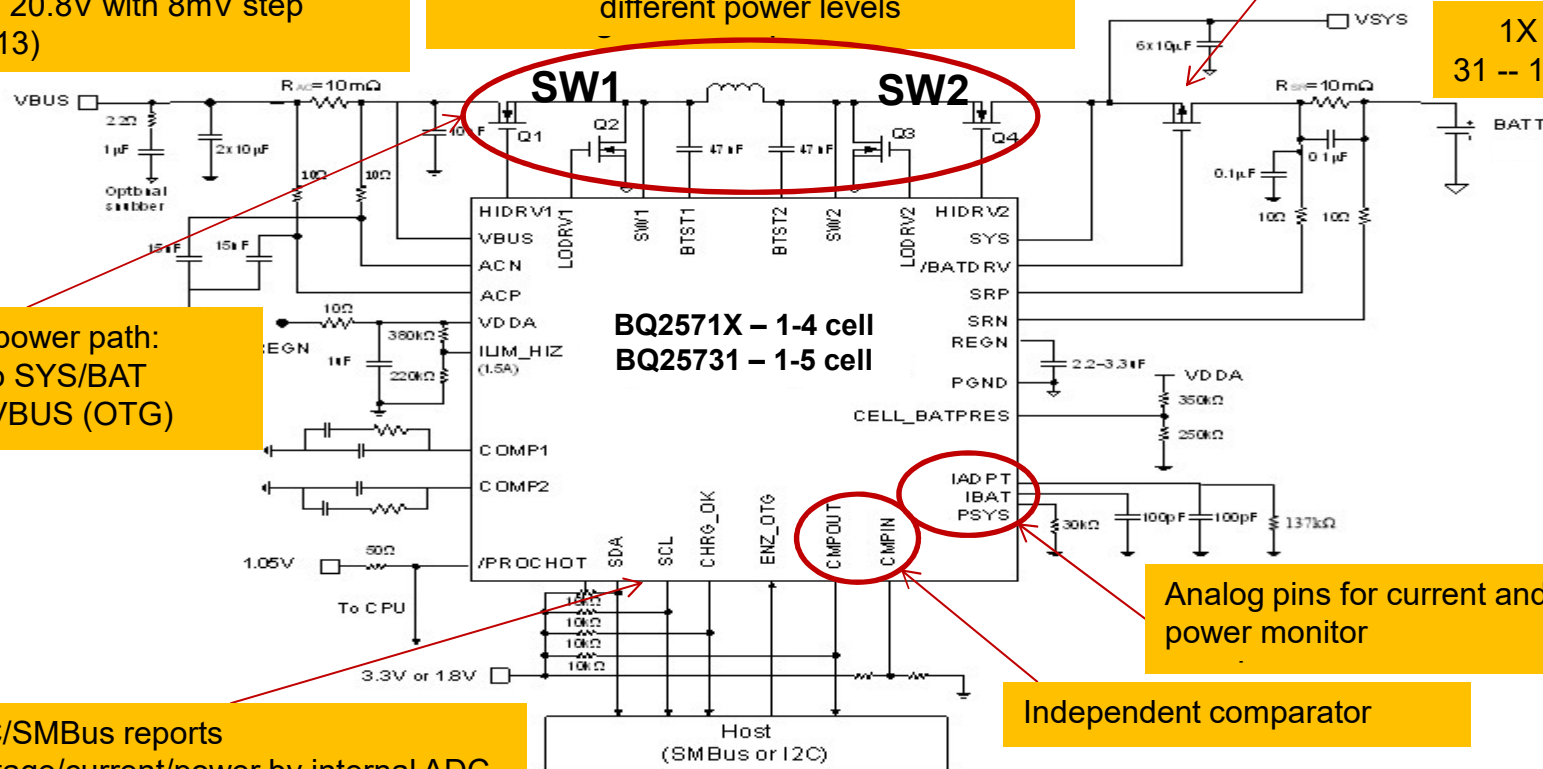 20.8V with 8mV step
13)
different power levels
1X
31 -- 1
VSYS
6x10µF
SW1
SW2
VBUS
RAC=10mΩ
RSR=10mΩ
BATT
2.2Ω
1µF
2x10µF
Optional
snubber
10Ω
10Ω
Q1
Q2
47nF
47nF
Q3
Q4
0.1µF
0.1µF
10Ω
10Ω
15nF
15nF
HIDRV1
LODRV1
SW1
BTST1
BTST2
SW2
LODRV2
HIDRV2
VBUS
SYS
ACN
/BATDRV
ACP
SRP
VDDA
SRN
ILIM_HIZ
(1.5A)
REGN
PGND
CELL_BATPRES
BQ2571X – 1-4 cell
BQ25731 – 1-5 cell
power path:
SYS/BAT
VBUS (OTG)
10Ω
EGN
380kΩ
220kΩ
2.2-3.3µF
VDDA
350kΩ
250kΩ
COMP1
COMP2
IADPT
IBAT
PSYS
30kΩ
100pF
100pF
137kΩ
1.05V
50Ω
/PROCHOT
SDA
SCL
CHRG_OK
ENZ_OTG
CMPOUT
CMPIN
To CPU
10kΩ
10kΩ
10kΩ
10kΩ
3.3V or 1.8V
Analog pins for current and
power monitor
Independent comparator
C/SMBus reports
tage/current/power by internal ADC
Host
(SMBus or I2C)